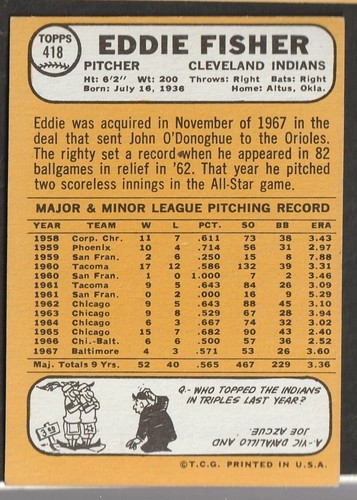 TOPPS
418
EDDIE FISHER
PITCHER CLEVELAND INDIANS
Ht: 6'2" Wt: 200 Throws: Right Bats: Right
Born: July 16, 1936 Home: Altus, Okla.
Eddie was acquired in November of 1967 in the
deal that sent John O'Donoghue to the Orioles.
The righty set a record when he appeared in 82
ballgames in relief in '62. That year he pitched
two scoreless innings in the All-Star game.
MAJOR & MINOR LEAGUE PITCHING RECORD
YEAR TEAM W L PCT. SO BB ERA
1958 Corp. Chr. 11 7 .611 73 38 3.43
1959 Phoenix 10 4 .714 56 31 2.97
1959 San Fran. 2 6 .250 15 8 7.88
1960 Tacoma 17 12 .586 132 39 3.31
1960 San Fran. 1 0 1.000 7 2 3.46
1961 Tacoma 9 5 .643 84 26 3.09
1961 San Fran. 0 2 .000 16 9 5.29
1962 Chicago 9 5 .643 88 45 3.10
1963 Chicago 9 8 .529 67 28 3.94
1964 Chicago 6 3 .667 74 32 3.02
1965 Chicago 15 7 .682 90 43 2.40
1966 Chi.-Balt. 6 6 .500 57 36 2.52
1967 Baltimore 4 3 .571 53 26 3.60
Maj. Totals 9 Yrs. 52 40 .565 467 229 3.36
Q.- WHO TOPPED THE INDIANS
IN TRIPLES LAST YEAR?
A.- VIC DAVALILLO AND
JOE AZCUE.
© T.C.G. PRINTED IN U.S.A.